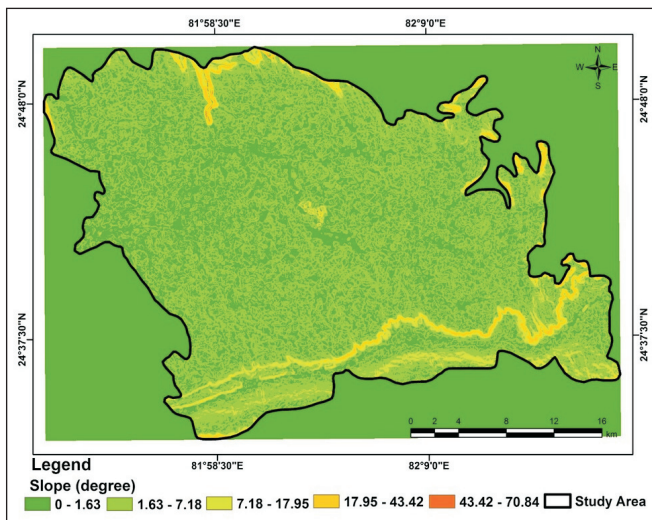 81°58'30"E 82°9'0"E
N
W E
S
24°48'0"N 24°48'0"N
24°37'30"N 24°37'30"N
0 2 4 8 12 16
km
81°58'30"E 82°9'0"E
Legend
Slope (degree)
0 - 1.63 1.63 - 7.18 7.18 - 17.95 17.95 - 43.42 43.42 - 70.84 Study Area